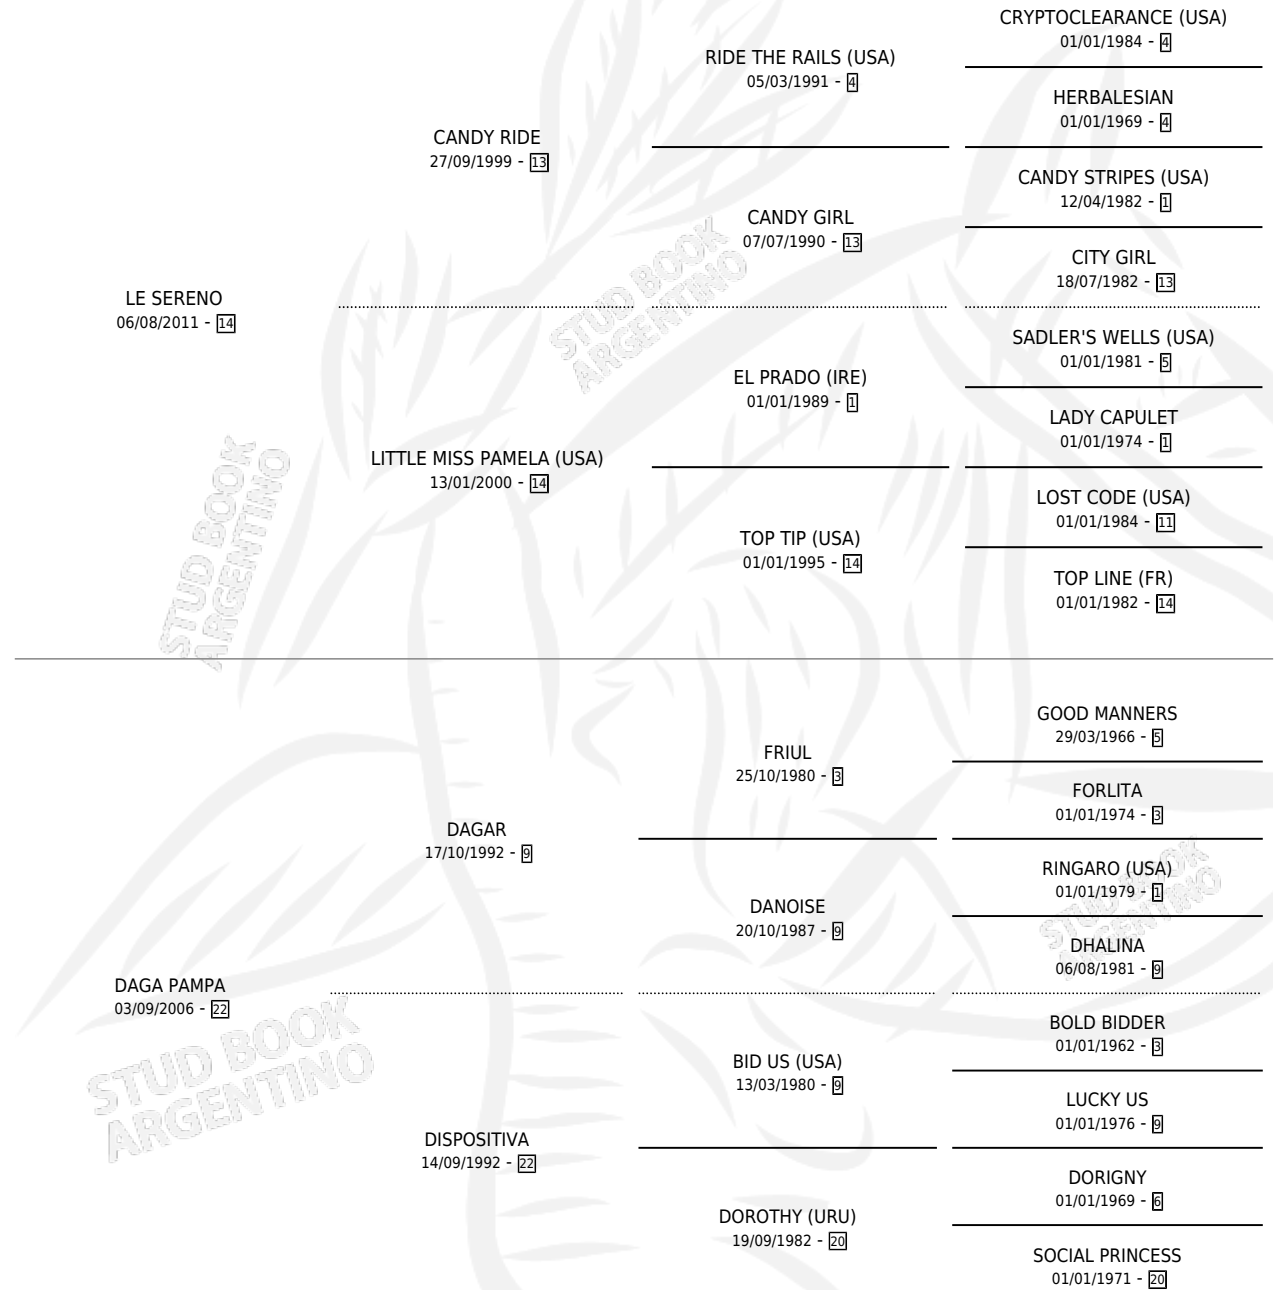 CRYPTOCLEARANCE (USA)
01/01/1984 - 4
RIDE THE RAILS (USA)
05/03/1991 - 4
HERBALESIAN
01/01/1969 - 4
CANDY RIDE
27/09/1999 - 13
CANDY STRIPES (USA)
12/04/1982 - 1
CANDY GIRL
07/07/1990 - 13
CITY GIRL
18/07/1982 - 13
LE SERENO
06/08/2011 - 14
STUD BOOK
ARGENTINO
SADLER'S WELLS (USA)
01/01/1981 - 5
EL PRADO (IRE)
01/01/1989 - 1
LADY CAPULET
01/01/1974 - 1
LITTLE MISS PAMELA (USA)
13/01/2000 - 14
LOST CODE (USA)
01/01/1984 - 11
TOP TIP (USA)
01/01/1995 - 14
TOP LINE (FR)
01/01/1982 - 14
STUD BOOK
ARGENTINO
GOOD MANNERS
29/03/1966 - 5
FRIUL
25/10/1980 - 3
FORLITA
01/01/1974 - 3
DAGAR
17/10/1992 - 9
RINGARO (USA)
01/01/1979 - 1
DANOISE
20/10/1987 - 9
STUD BOOK
ARGENTINO
DHALINA
06/08/1981 - 9
DAGA PAMPA
03/09/2006 - 22
BOLD BIDDER
01/01/1962 - 3
STUD BOOK
ARGENTINO
BID US (USA)
13/03/1980 - 9
LUCKY US
01/01/1976 - 9
DISPOSITIVA
14/09/1992 - 22
DORIGNY
01/01/1969 - 6
DOROTHY (URU)
19/09/1982 - 20
SOCIAL PRINCESS
01/01/1971 - 20